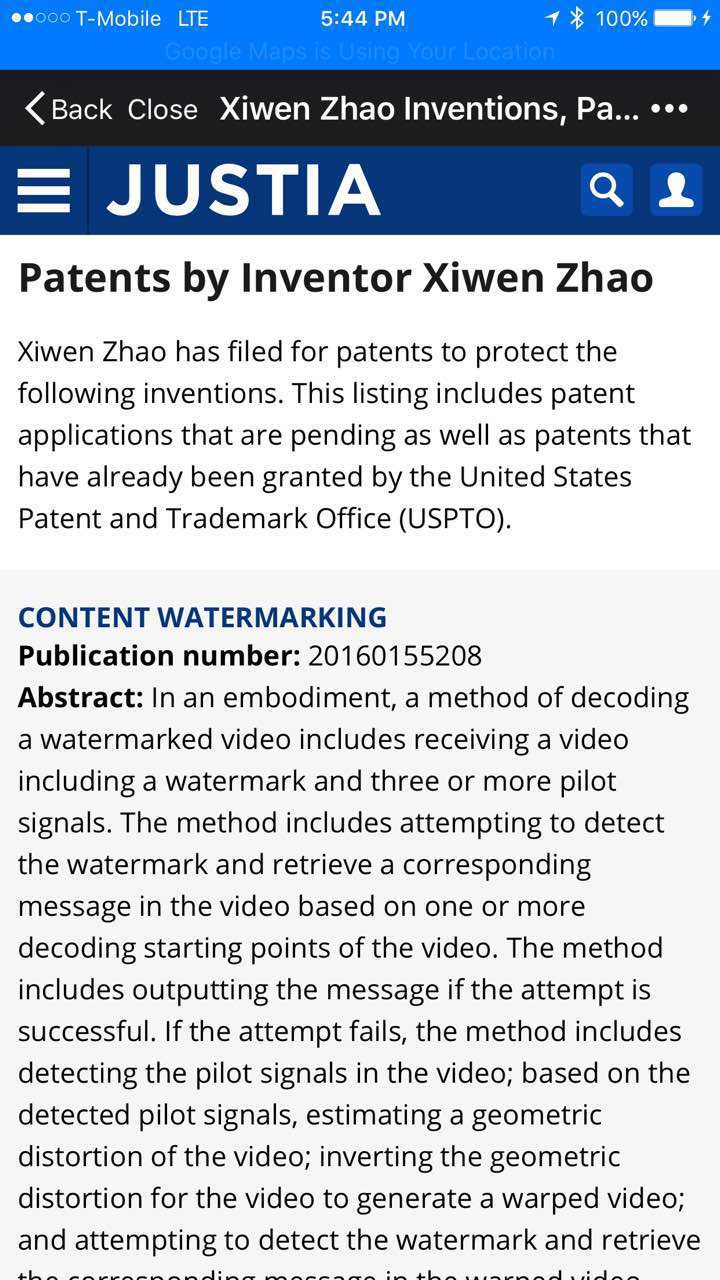 T-Mobile LTE 5:44 PM 100%
Google Maps is Using Your Location
Back Close Xiwen Zhao Inventions, Pa...
JUSTIA
Patents by Inventor Xiwen Zhao
Xiwen Zhao has filed for patents to protect the
following inventions. This listing includes patent
applications that are pending as well as patents that
have already been granted by the United States
Patent and Trademark Office (USPTO).
CONTENT WATERMARKING
Publication number: 20160155208
Abstract: In an embodiment, a method of decoding
a watermarked video includes receiving a video
including a watermark and three or more pilot
signals. The method includes attempting to detect
the watermark and retrieve a corresponding
message in the video based on one or more
decoding starting points of the video. The method
includes outputting the message if the attempt is
successful. If the attempt fails, the method includes
detecting the pilot signals in the video; based on the
detected pilot signals, estimating a geometric
distortion of the video; inverting the geometric
distortion for the video to generate a warped video;
and attempting to detect the watermark and retrieve
the corresponding message in the warped video